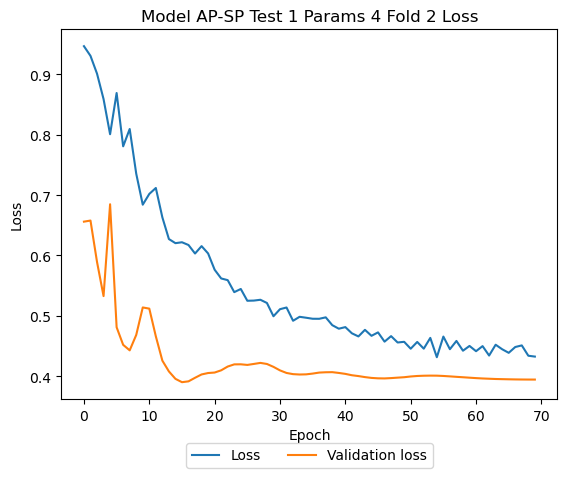 Model AP-SP Test 1 Params 4 Fold 2 Loss
Loss
0.9
0.8
0.7
0.6
0.5
0.4
0 10 20 30 40 50 60 70
Epoch
Loss Validation loss